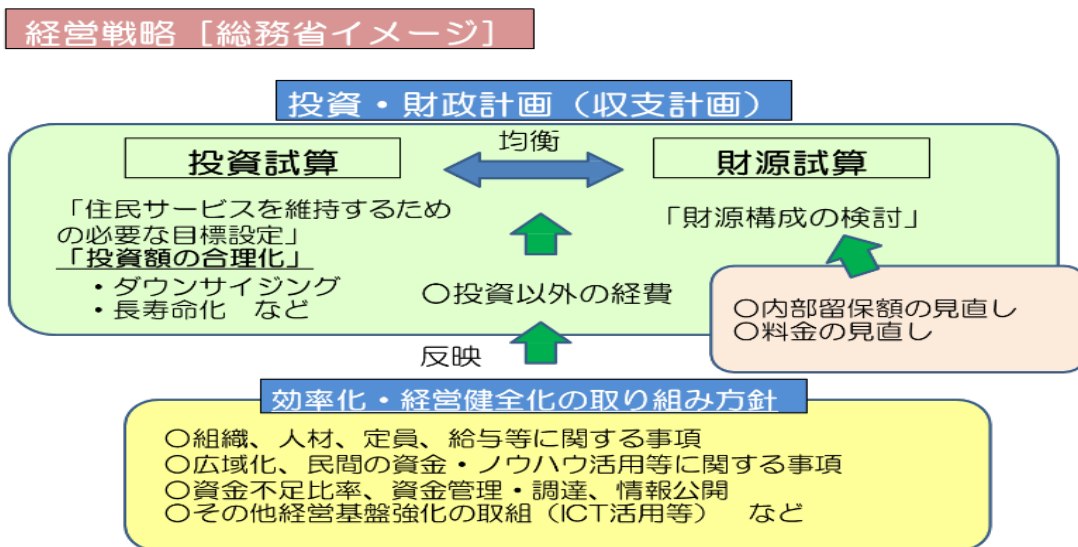 経営戦略［総務省イメージ］
投資・財政計画（収支計画）
均衡
投資試算
財源試算
「住民サービスを維持するため
の必要な目標設定」
「投資額の合理化」
・ダウンサイジング
・長寿命化　など
「財源構成の検討」
〇投資以外の経費
〇内部留保額の見直し
〇料金の見直し
反映
効率化・経営健全化の取り組み方針
〇組織、人材、定員、給与等に関する事項
〇広域化、民間の資金・ノウハウ活用等に関する事項
〇資金不足比率、資金管理・調達、情報公開
〇その他経営基盤強化の取組（ICT活用等）　など